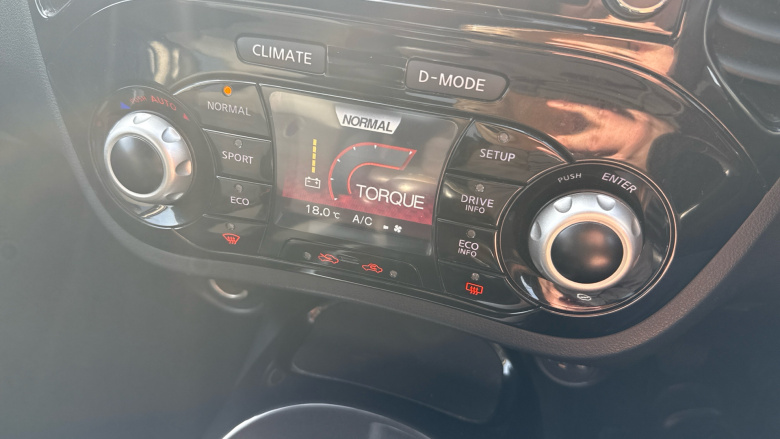 CLIMATE
D-MODE
AUTO
NORMAL
SPORT
ECO
NORMAL
TORQUE
18.0°C A/C
SETUP
DRIVE
INFO
ECO
INFO
PUSH ENTER